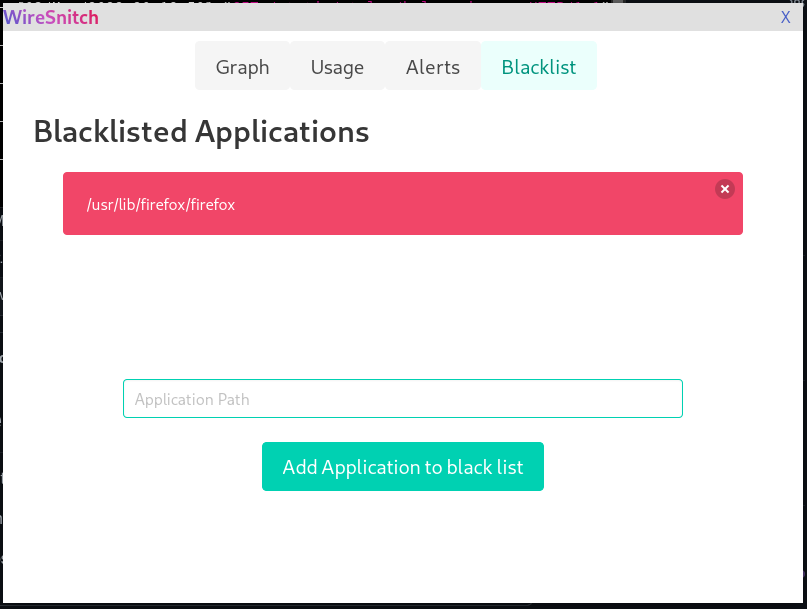 WireSnitch X
Graph Usage Alerts Blacklist
Blacklisted Applications
/usr/lib/firefox/firefox
Application Path
Add Application to black list